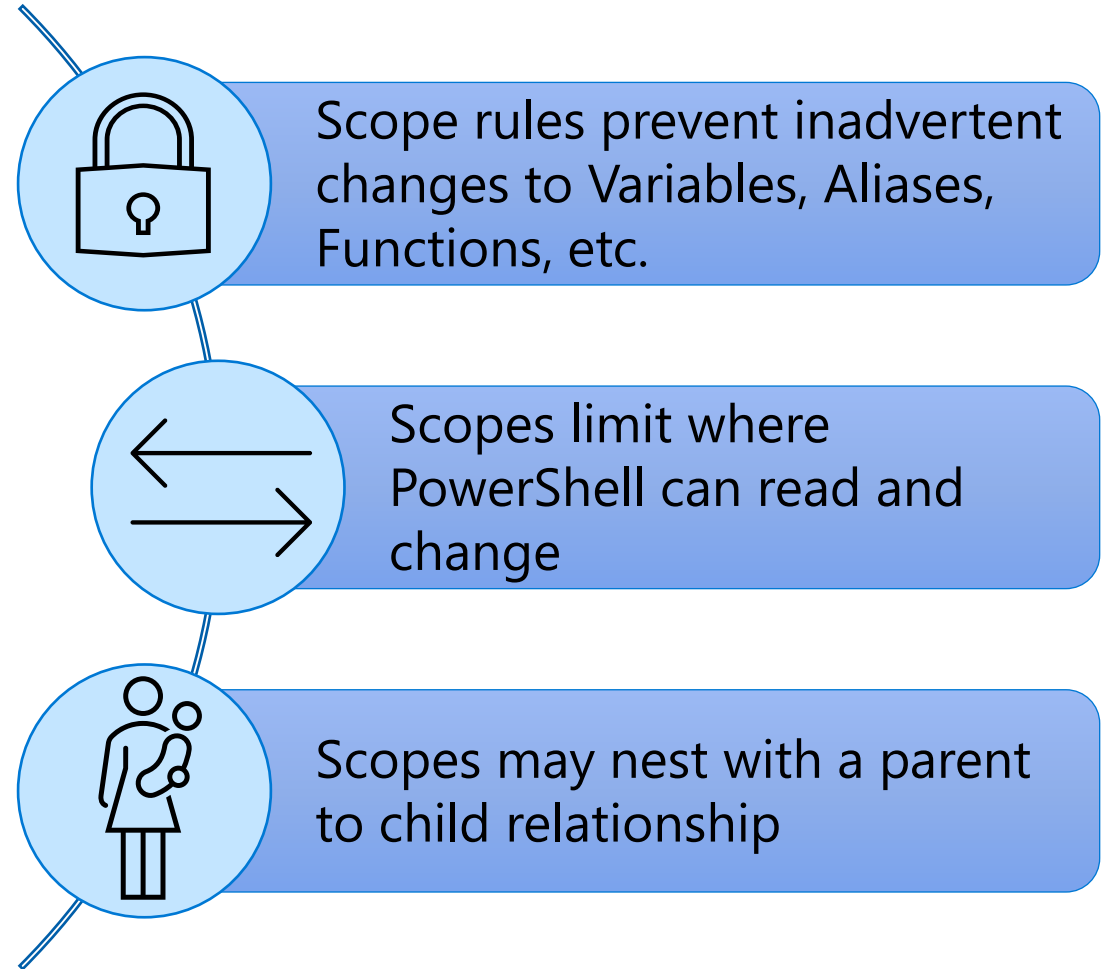 Scope rules prevent inadvertent
changes to Variables, Aliases,
Functions, etc.
Scopes limit where
PowerShell can read and
change
Scopes may nest with a parent
to child relationship